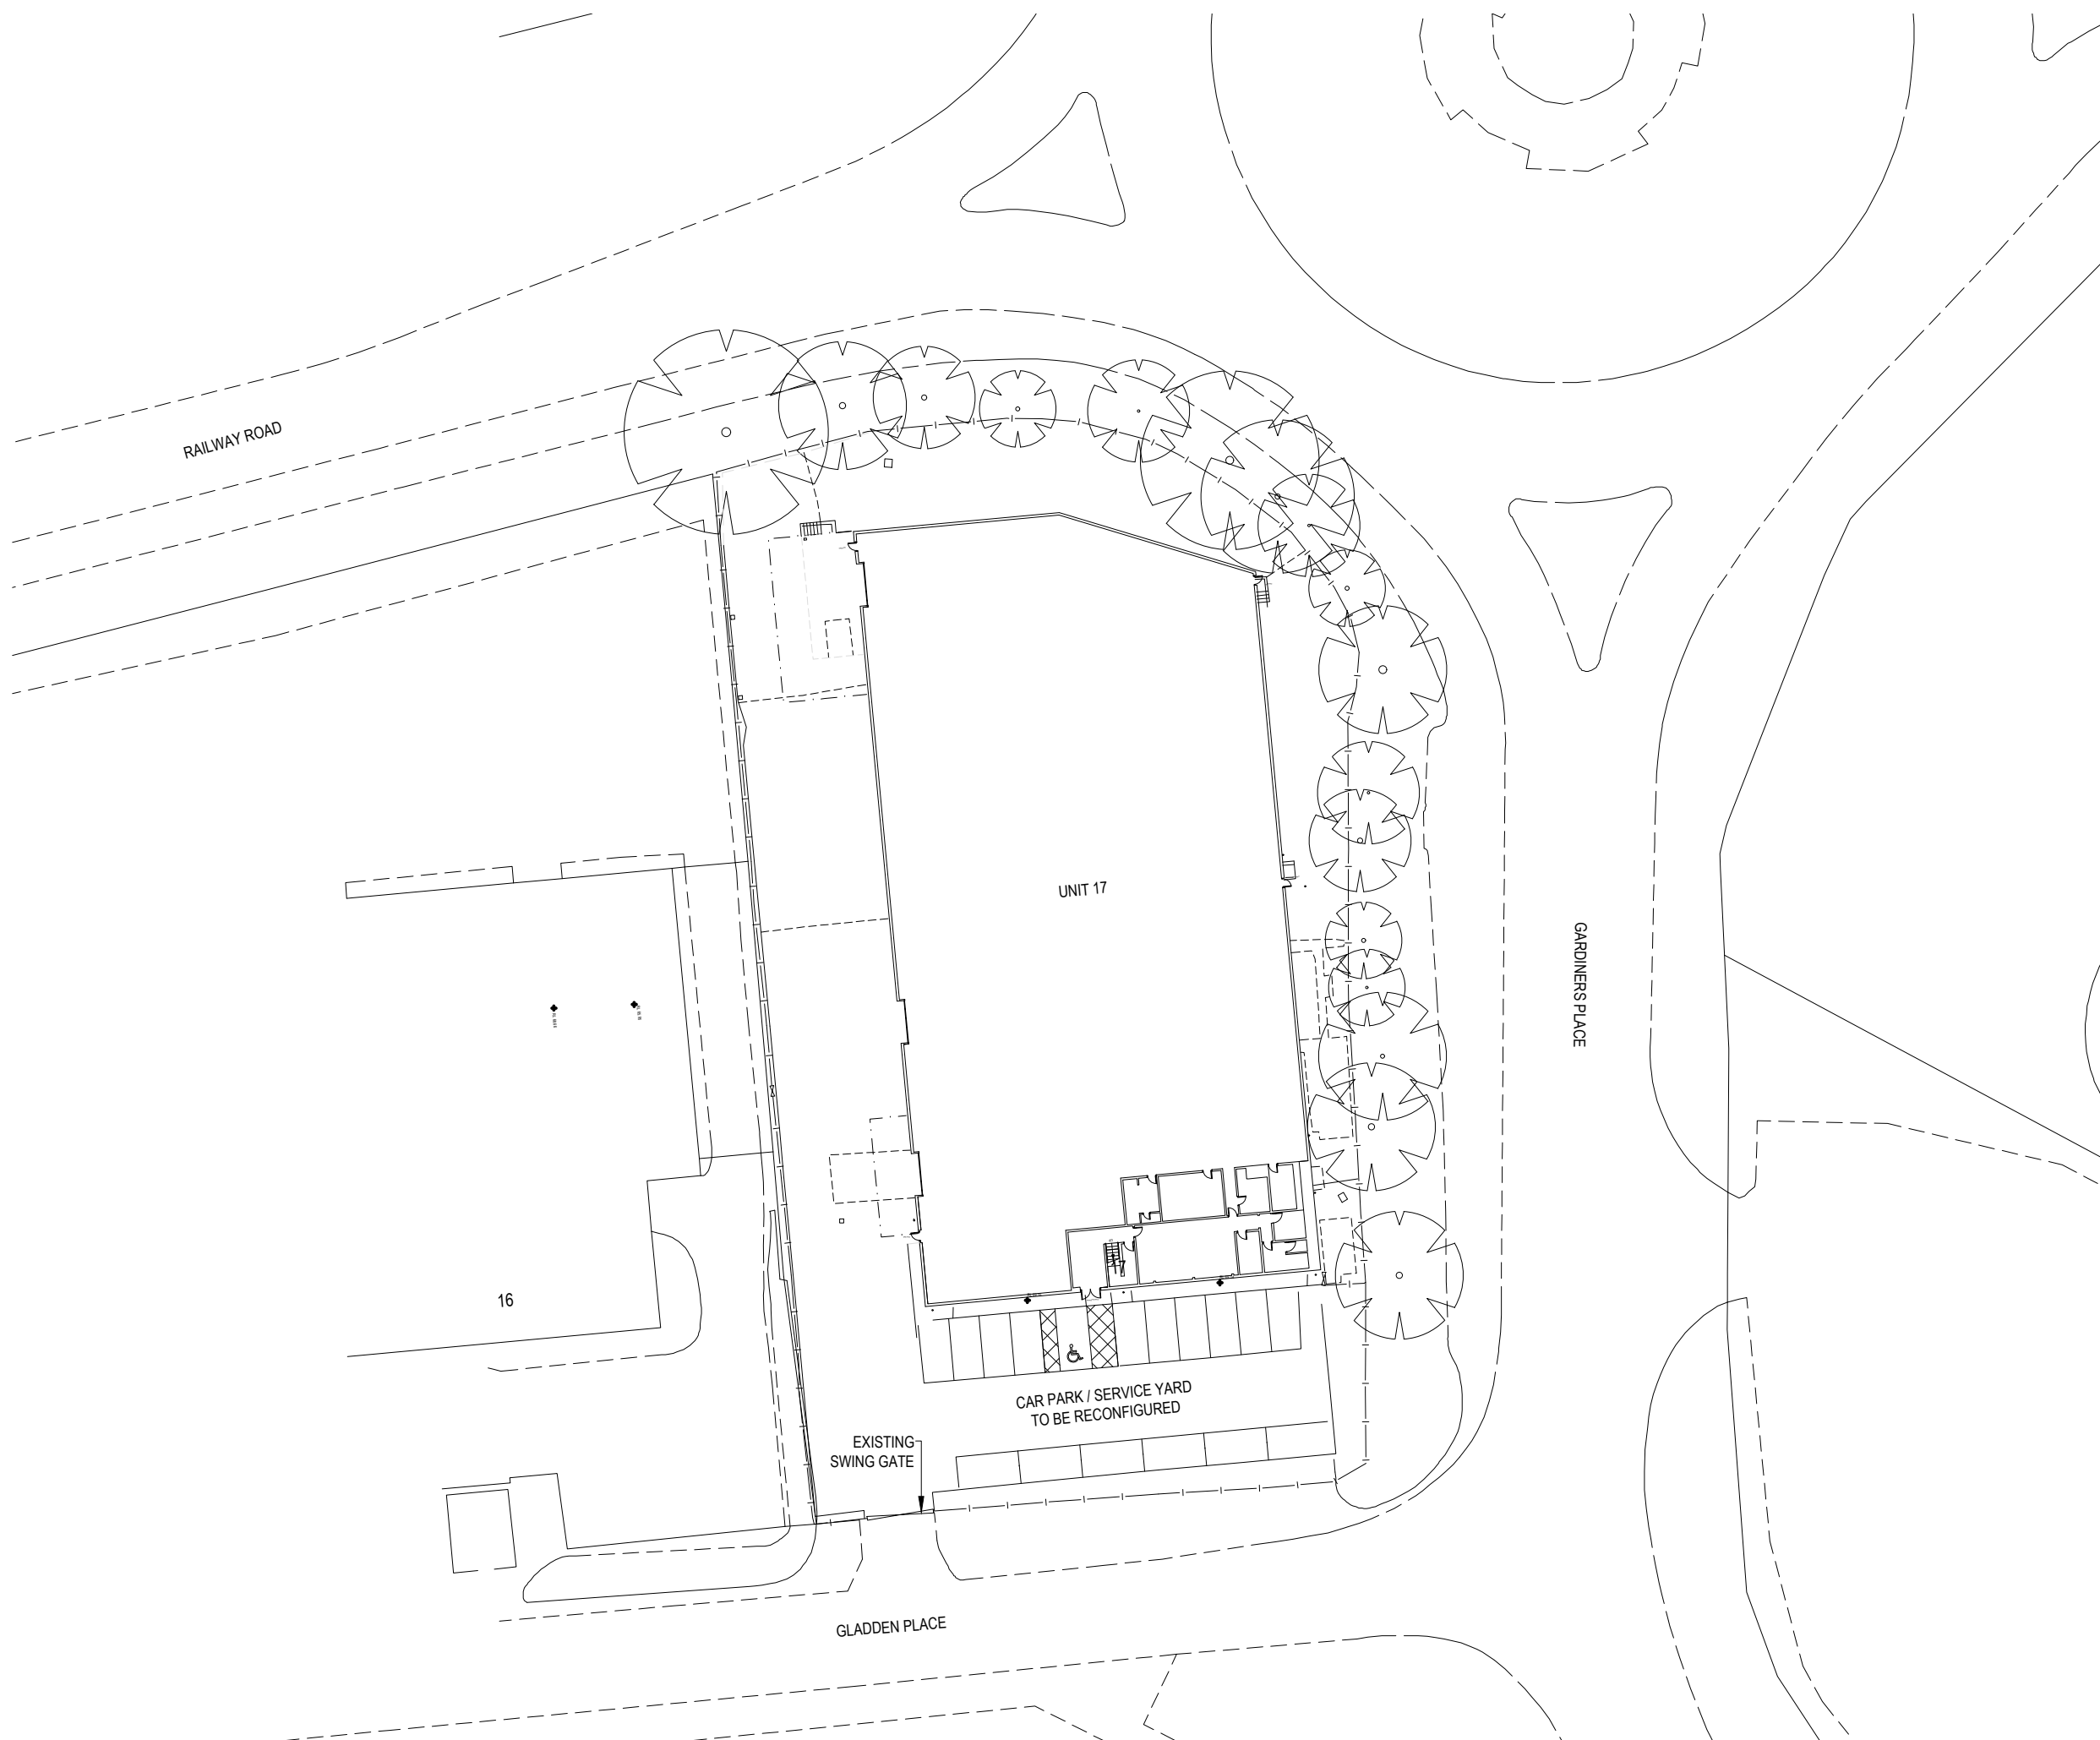 RAILWAY ROAD
UNIT 17
GARDINERS PLACE
16
CAR PARK / SERVICE YARD
TO BE RECONFIGURED
EXISTING
SWING GATE
GLADDEN PLACE